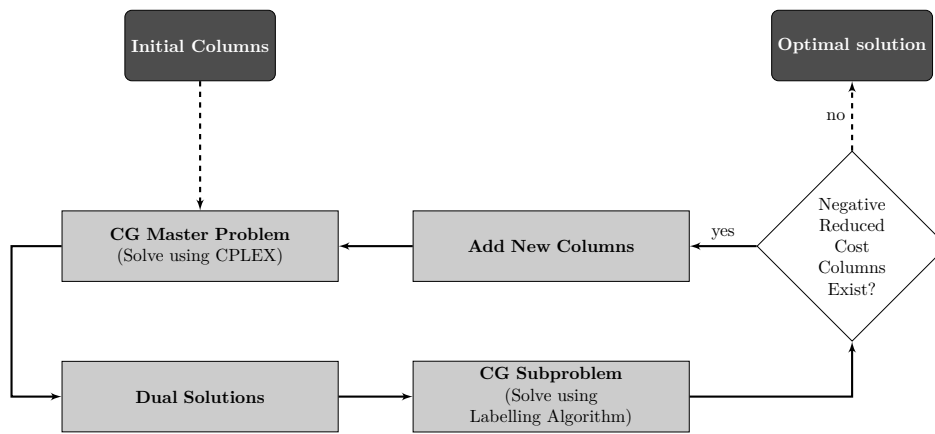 Initial Columns
Optimal solution
no
Negative
Reduced
Cost
Columns
Exist?
yes
CG Master Problem
(Solve using CPLEX)
Add New Columns
Dual Solutions
CG Subproblem
(Solve using
Labelling Algorithm)